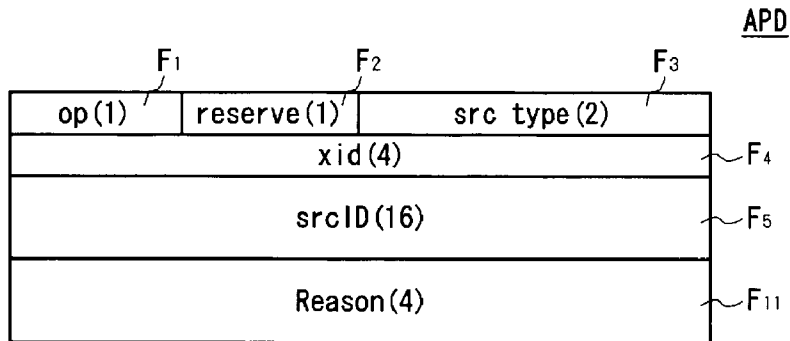 APD
F1 F2 F3
op(1) reserve(1) src type(2)
xid(4) F4
srcID(16) F5
Reason(4) F11